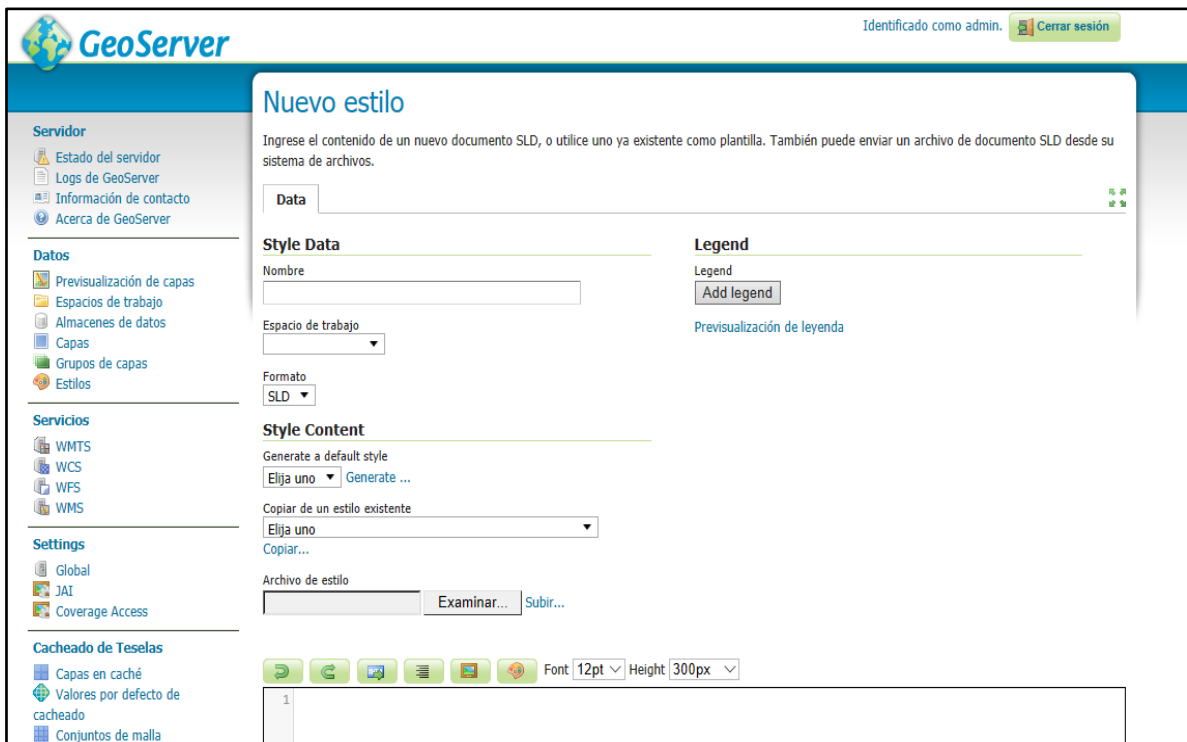 GeoServer
Identificado como admin.
Cerrar sesión
Servidor
Estado del servidor
Logs de GeoServer
Información de contacto
Acerca de GeoServer
Datos
Previsualización de capas
Espacios de trabajo
Almacenes de datos
Capas
Grupos de capas
Estilos
Servicios
WMTS
WCS
WFS
WMS
Settings
Global
JAI
Coverage Access
Cacheado de Teselas
Capas en caché
Valores por defecto de
cacheado
Conjuntos de malla
Nuevo estilo
Ingrese el contenido de un nuevo documento SLD, o utilice uno ya existente como plantilla. También puede enviar un archivo de documento SLD desde su
sistema de archivos.
Data
Style Data
Nombre
Espacio de trabajo
Formato
SLD
Style Content
Generate a default style
Elija uno Generate ...
Copiar de un estilo existente
Elija uno
Copiar...
Archivo de estilo
Examinar... Subir...
Legend
Legend
Add legend
Previsualización de leyenda
Font 12pt Height 300px
1